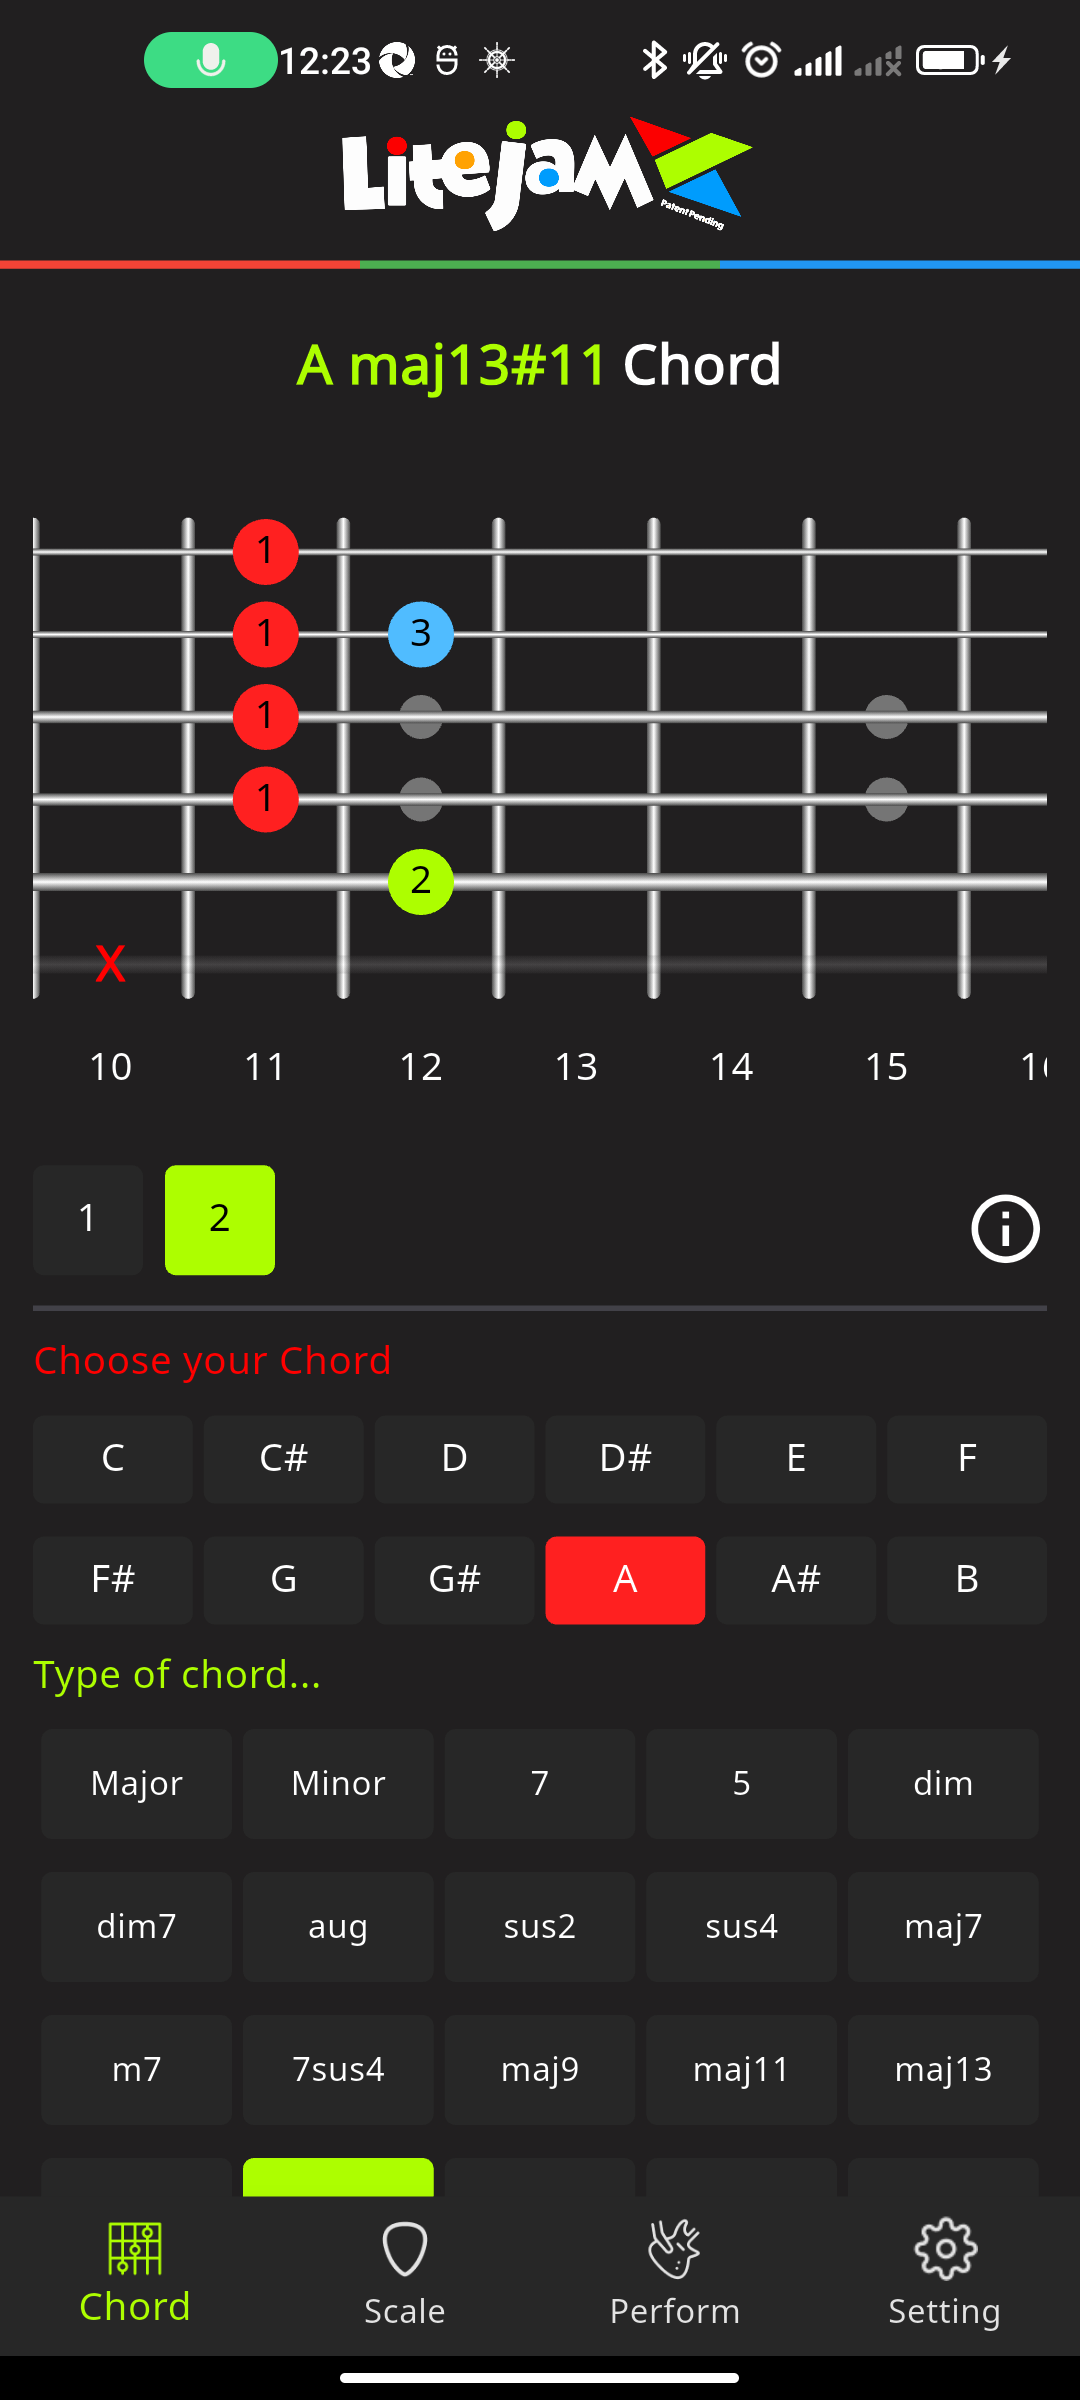 12:23
Litejam
Patent Pending
A maj13#11 Chord
1
1 3
1
1
2
X
10 11 12 13 14 15
1 2
Choose your Chord
C C# D D# E F
F# G G# A A# B
Type of chord...
Major Minor 7 5 dim
dim7 aug sus2 sus4 maj7
m7 7sus4 maj9 maj11 maj13
Chord Scale Perform Setting